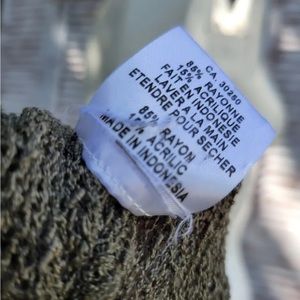 CA 30250
85% RAYONNE
15% ACRILIQUE
FAIT EN INDONESIE
LAVER A LA MAIN
ETENDRE POUR SECHER
85% RAYON
15% ACRILIC
MADE IN INDONESIA